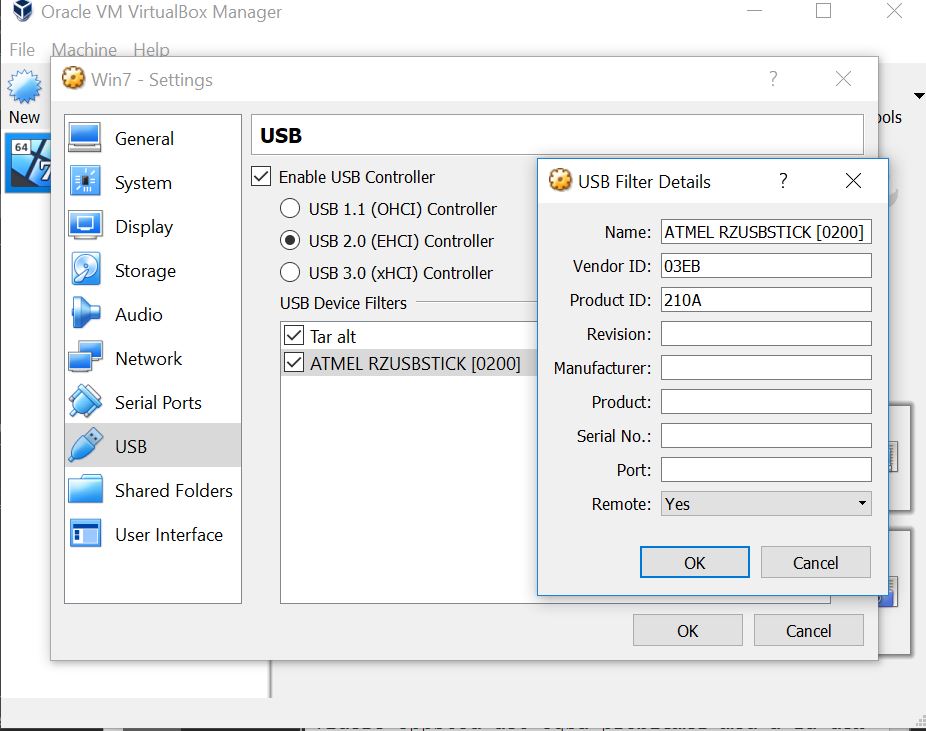 Oracle VM VirtualBox Manager
File Machine Help
Win7 - Settings
?
New
ools
64
7
General
System
Display
Storage
Audio
Network
Serial Ports
USB
Shared Folders
User Interface
USB
Enable USB Controller
USB 1.1 (OHCI) Controller
USB 2.0 (EHCI) Controller
USB 3.0 (xHCI) Controller
USB Device Filters
Tar alt
ATMEL RZUSBSTICK [0200]
USB Filter Details
?
Name: ATMEL RZUSBSTICK [0200]
Vendor ID: 03EB
Product ID: 210A
Revision:
Manufacturer:
Product:
Serial No.:
Port:
Remote: Yes
OK Cancel
OK Cancel